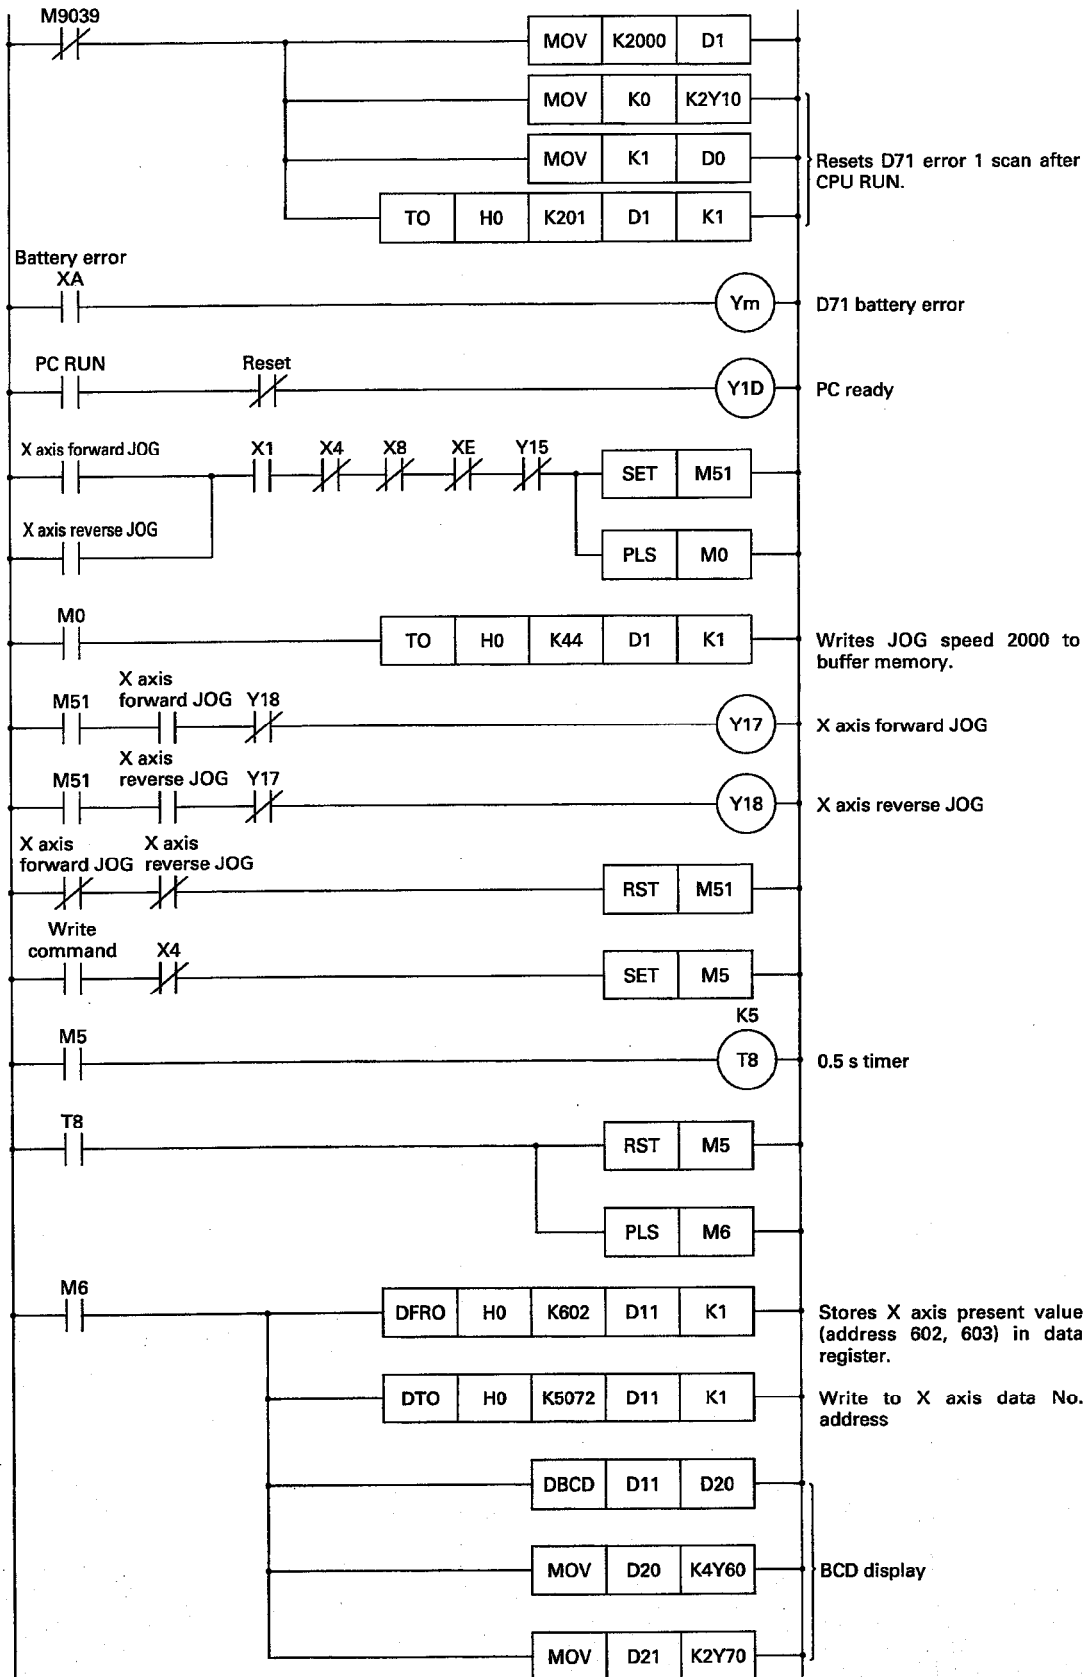 M9039
MOV K2000 D1
MOV K0 K2Y10
MOV K1 D0
TO H0 K201 D1 K1
Resets D71 error 1 scan after
CPU RUN.
Battery error
XA
Ym
D71 battery error
PC RUN Reset
Y1D
PC ready
X axis forward JOG X1 X4 X8 XE Y15
SET M51
X axis reverse JOG
PLS M0
M0
TO H0 K44 D1 K1
Writes JOG speed 2000 to
buffer memory.
X axis
M51 forward JOG Y18
Y17
X axis forward JOG
X axis
M51 reverse JOG Y17
Y18
X axis reverse JOG
X axis X axis
forward JOG reverse JOG
RST M51
Write
command X4
SET M5
K5
M5
T8
0.5 s timer
T8
RST M5
PLS M6
M6
DFRO H0 K602 D11 K1
Stores X axis present value
(address 602, 603) in data
register.
DTO H0 K5072 D11 K1
Write to X axis data No.
address
DBCD D11 D20
MOV D20 K4Y60
BCD display
MOV D21 K2Y70